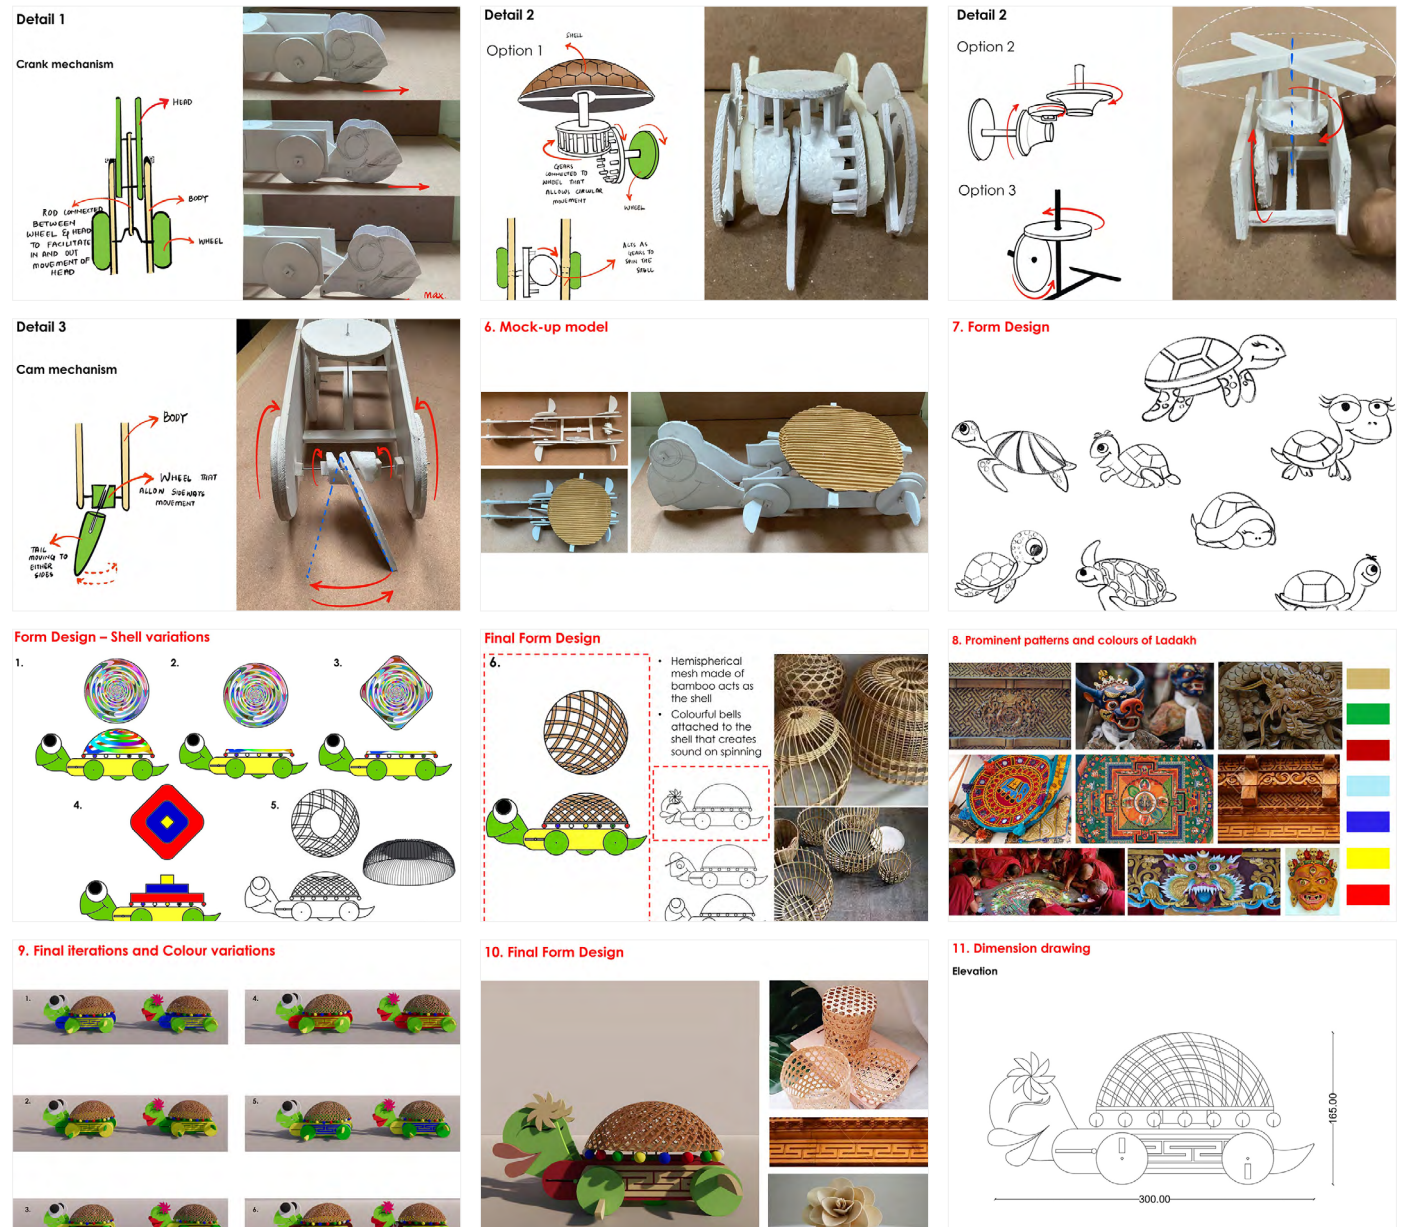 Detail 1
Crank mechanism
HEAD
ROD CONNECTED
BETWEEN
WHEEL & HEAD
TO FACILITATE
IN AND OUT
MOVEMENT OF
HEAD
BODY
WHEEL
max
Detail 2
Option 1
SHELL
GEARS
CONNECTED TO
WHEEL THAT
ALLOWS CIRCULAR
MOVEMENT
WHEEL
ACTS AS
GEARS TO
SPIN THE
SHELL
Detail 2
Option 2
Option 3
Detail 3
Cam mechanism
BODY
WHEEL THAT
ALLOW SIDEWAYS
MOVEMENT
TAIL
MOVING TO
EITHER
SIDES
6. Mock-up model
7. Form Design
Form Design – Shell variations
1.
2.
3.
4.
5.
Final Form Design
6.
• Hemispherical
mesh made of
bamboo acts as
the shell
• Colourful bells
attached to the
shell that creates
sound on spinning
8. Prominent patterns and colours of Ladakh
9. Final iterations and Colour variations
1.
4.
2.
5.
3.
6.
10. Final Form Design
11. Dimension drawing
Elevation
165.00
300.00